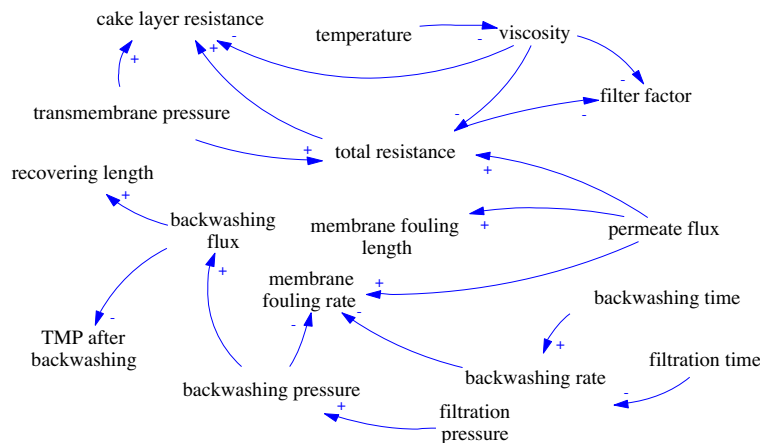 cake layer resistance
temperature
viscosity
-
-
+
+
-
filter factor
transmembrane pressure
-
-
+
total resistance
+
recovering length
+
backwashing
flux
membrane fouling
length
+
permeate flux
+
membrane
fouling rate
+
backwashing time
-
-
-
TMP after
backwashing
+
filtration time
backwashing pressure
backwashing rate
-
+
filtration
pressure